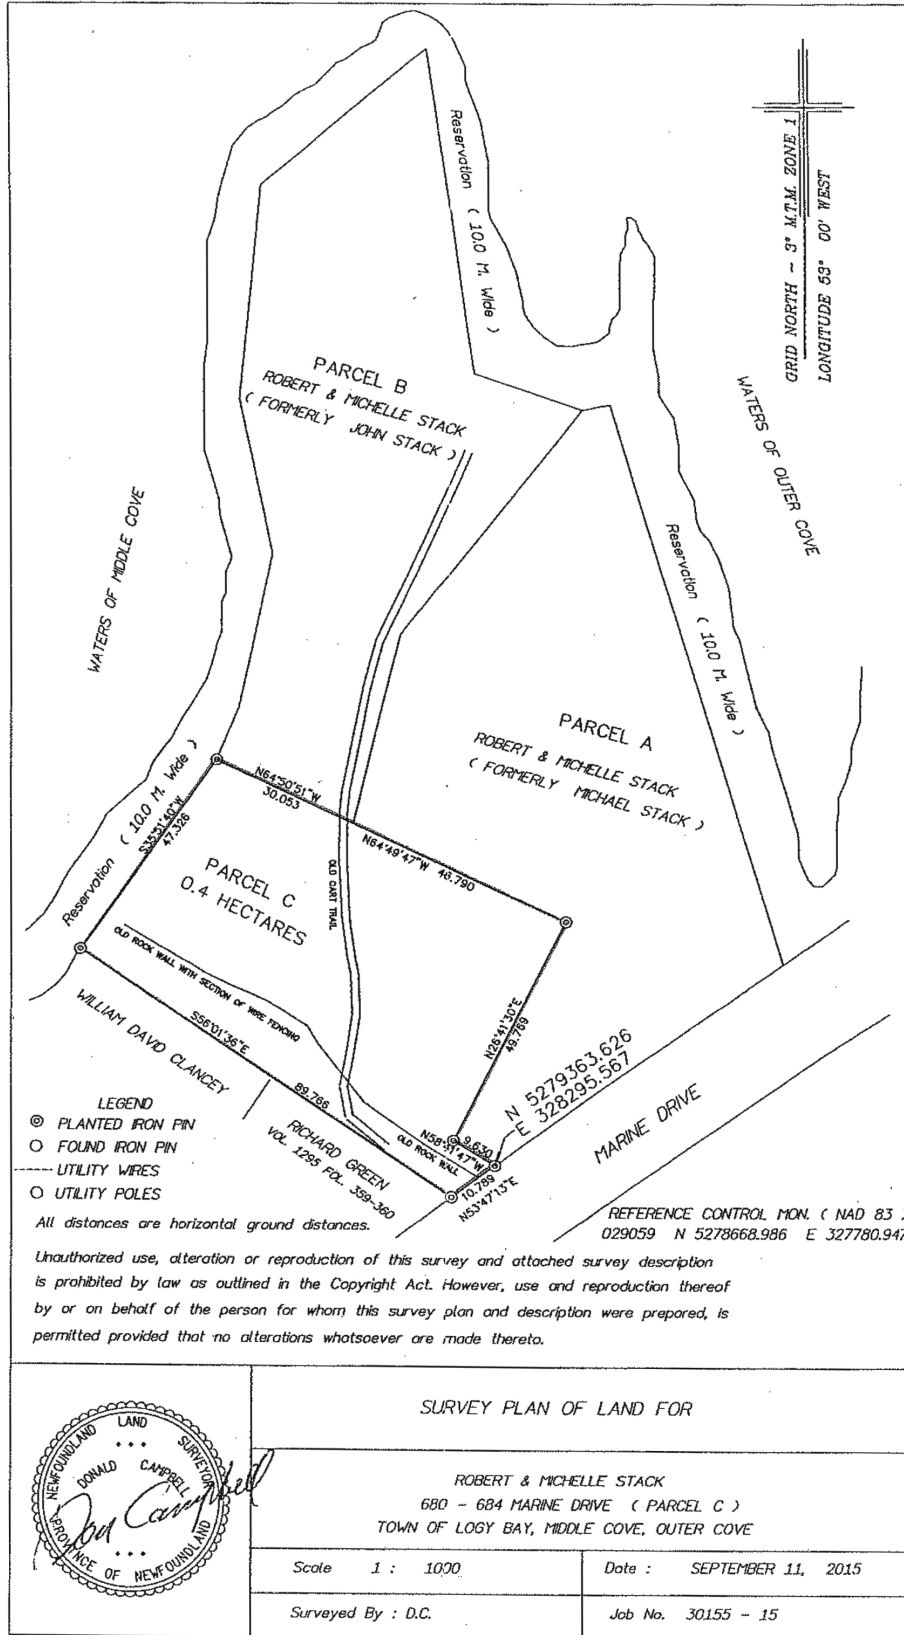 Reservation ( 10.0 M. Wide )
GRID NORTH - 3° M.T.M. ZONE 1
LONGITUDE 53° 00' WEST
PARCEL B
ROBERT & MICHELLE STACK
( FORMERLY JOHN STACK )
WATERS OF OUTER COVE
WATERS OF MIDDLE COVE
Reservation ( 10.0 M. Wide )
PARCEL A
ROBERT & MICHELLE STACK
( FORMERLY MICHAEL STACK )
Reservation ( 10.0 M. Wide )
S35°51'40"W
47.326
N64°50'51"W
30.053
N64°49'47"W 48.790
PARCEL C
0.4 HECTARES
OLD CART TRAIL
OLD ROCK WALL WITH SECTION OF WIRE FENCING
S56°01'36"E
89.766
WILLIAM DAVID CLANCEY
RICHARD GREEN
VOL. 1295 FOL. 359-360
N26°41'30"E
49.769
N 5279363.626
E 328295.567
MARINE DRIVE
9.630
N58°31'47"W
OLD ROCK WALL
10.789
N53°47'13"E
LEGEND
PLANTED IRON PIN
FOUND IRON PIN
UTILITY WIRES
UTILITY POLES
REFERENCE CONTROL MON. ( NAD 83 )
029059 N 5278668.986 E 327780.947
All distances are horizontal ground distances.
Unauthorized use, alteration or reproduction of this survey and attached survey description
is prohibited by law as outlined in the Copyright Act. However, use and reproduction thereof
by or on behalf of the person for whom this survey plan and description were prepared, is
permitted provided that no alterations whatsoever are made thereto.
NEWFOUNDLAND LAND SURVEYOR
DONALD CAMPBELL
PROVINCE OF NEWFOUNDLAND
Don Campbell
SURVEY PLAN OF LAND FOR
ROBERT & MICHELLE STACK
680 - 684 MARINE DRIVE ( PARCEL C )
TOWN OF LOGY BAY, MIDDLE COVE, OUTER COVE
Scale 1 : 1000
Date : SEPTEMBER 11, 2015
Surveyed By : D.C.
Job No. 30155 - 15